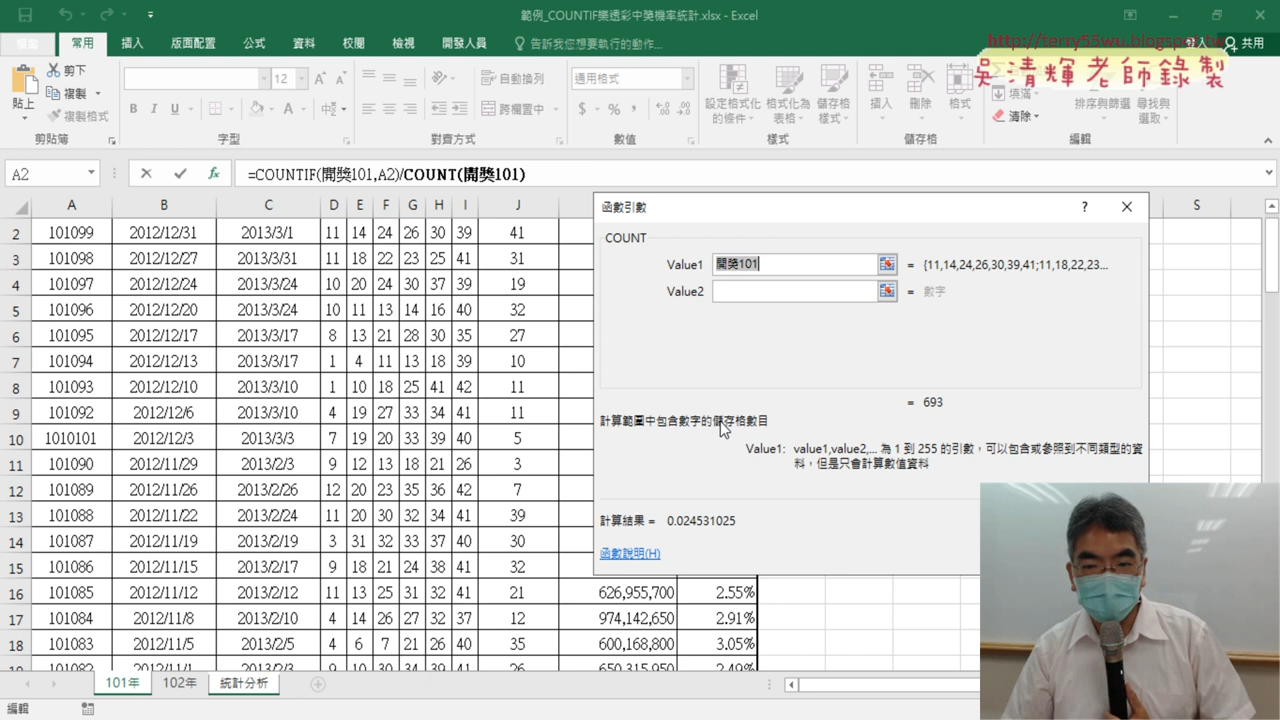 範例_COUNTIF樂透彩中獎機率統計.xlsx - Excel
常用 插入 版面配置 公式 資料 校閱 檢視 開發人員 告訴我您想要執行的動作... 共用
http://terry55wu.blogspot.tw
吳清輝老師錄製
貼上 剪下 複製 複製格式 剪貼簿
12 B I U A 中 字型
自動換列 跨欄置中 對齊方式
通用格式 $ % 數值
設定格式化的條件 格式化為表格 儲存格樣式 樣式
插入 刪除 格式 儲存格
填滿 清除 排序與篩選 尋找與選取 編輯
A2 fx =COUNTIF(開獎101,A2)/COUNT(開獎101)
A B C D E F G H I J S
2 101099 2012/12/31 2013/3/1 11 14 24 26 30 39 41
3 101098 2012/12/27 2013/3/31 11 18 22 23 25 41 31
4 101097 2012/12/24 2013/3/24 10 20 24 30 37 39 19
5 101096 2012/12/20 2013/3/24 10 11 13 14 16 40 32
6 101095 2012/12/17 2013/3/17 8 13 21 28 30 35 27
7 101094 2012/12/13 2013/3/17 1 4 11 13 18 39 10
8 101093 2012/12/10 2013/3/10 1 10 18 25 41 42 11
9 101092 2012/12/6 2013/3/10 4 19 27 33 34 41 11
10 1010101 2012/12/3 2013/3/3 7 19 20 33 39 40 5
11 101090 2012/11/29 2013/2/3 9 12 13 18 21 26 3
12 101089 2012/11/26 2013/2/26 12 20 23 35 36 42 7
13 101088 2012/11/22 2013/2/24 11 20 30 32 34 41 39
14 101087 2012/11/19 2013/2/19 3 31 32 33 37 40 30
15 101086 2012/11/15 2013/2/17 9 18 21 24 38 41 32
16 101085 2012/11/12 2013/2/12 11 13 25 31 32 41 21 626,955,700 2.55%
17 101084 2012/11/8 2013/2/10 4 14 26 27 32 37 12 974,142,650 2.91%
18 101083 2012/11/5 2013/2/5 4 6 7 21 26 40 35 600,168,800 3.05%
101082 2012/11/1 2013/2/3 9 10 30 34 39 41 26 650,315,950 2.49%
函數引數 ? ×
COUNT
Value1 開獎101 = {11,14,24,26,30,39,41;11,18,22,23...
Value2 = 數字
= 693
計算範圍中包含數字的儲存格數目
Value1: value1,value2,... 為 1 到 255 的引數，可以包含或參照到不同類型的資
料，但是只會計算數值資料
計算結果 = 0.024531025
函數說明(H)
101年 102年 統計分析
編輯